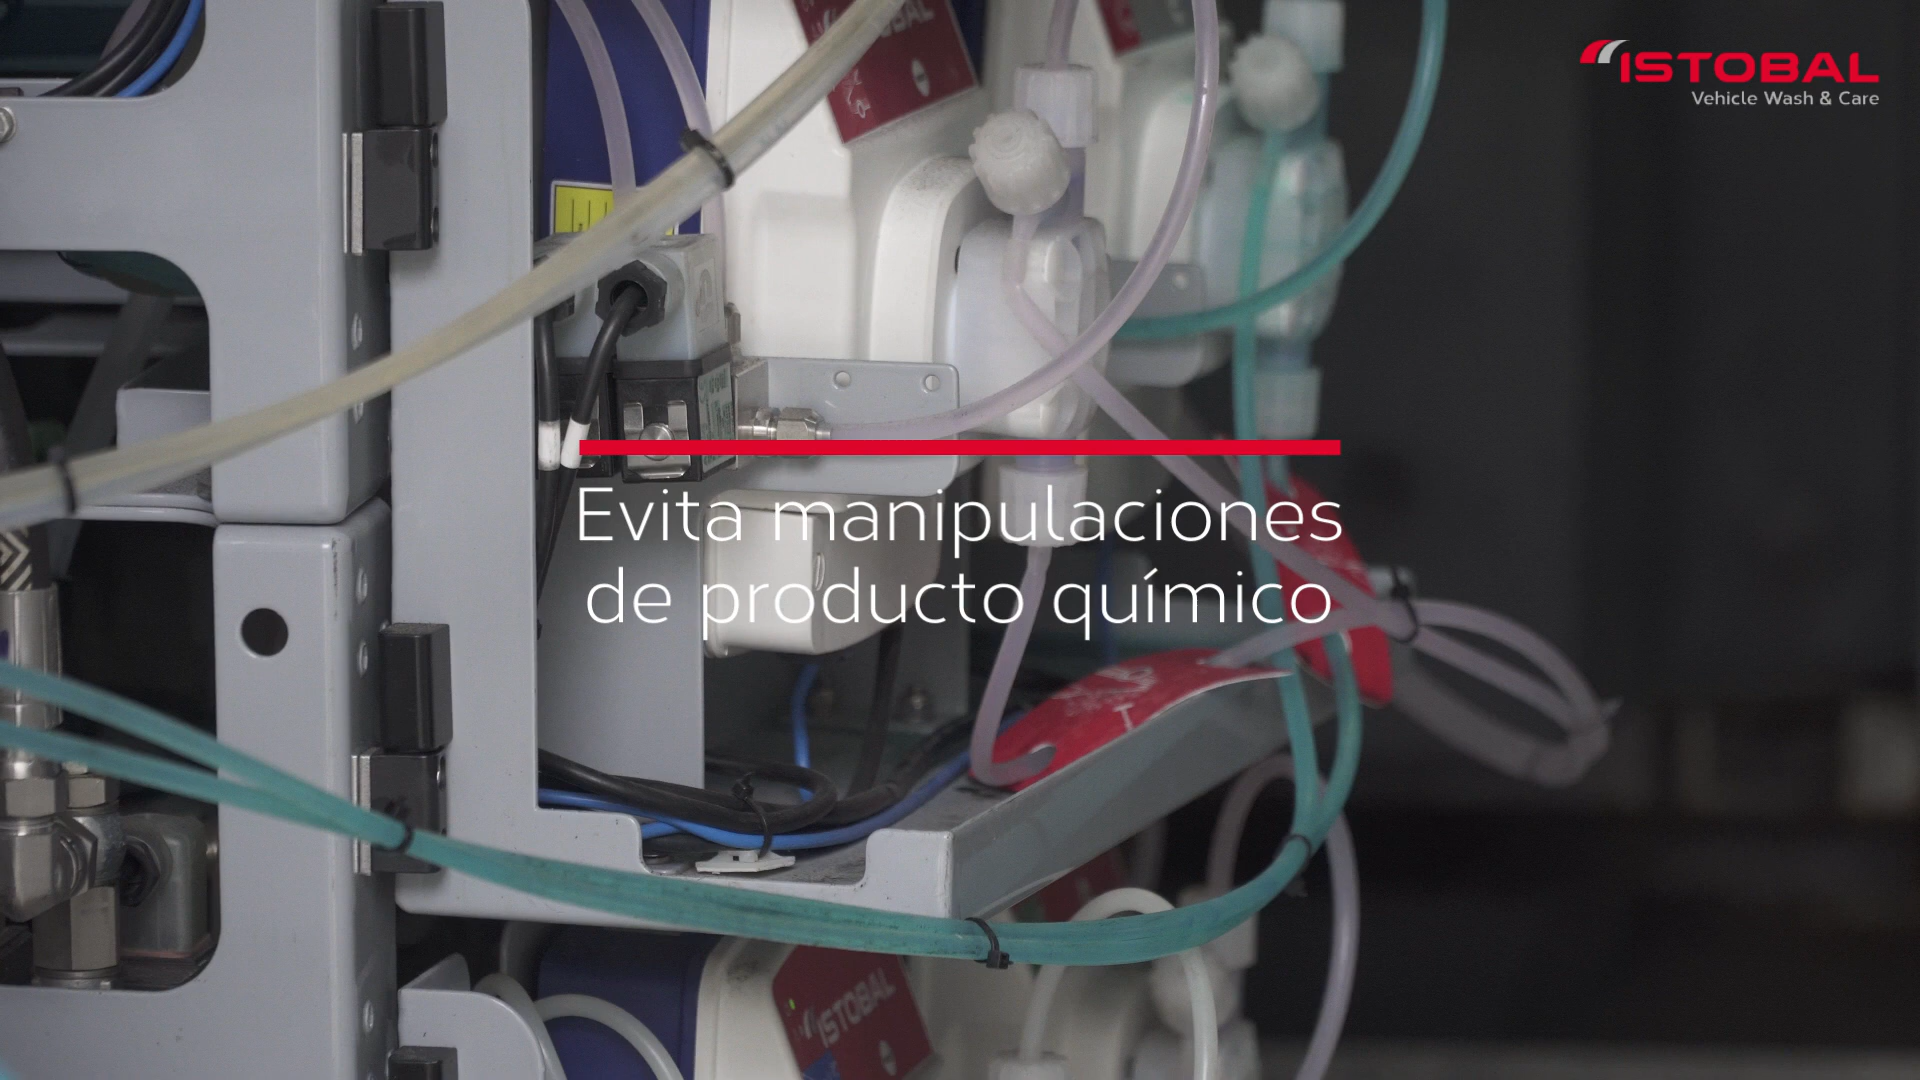 ISTOBAL
Vehicle Wash & Care
Evita manipulaciones
de producto químico
ISTOBAL